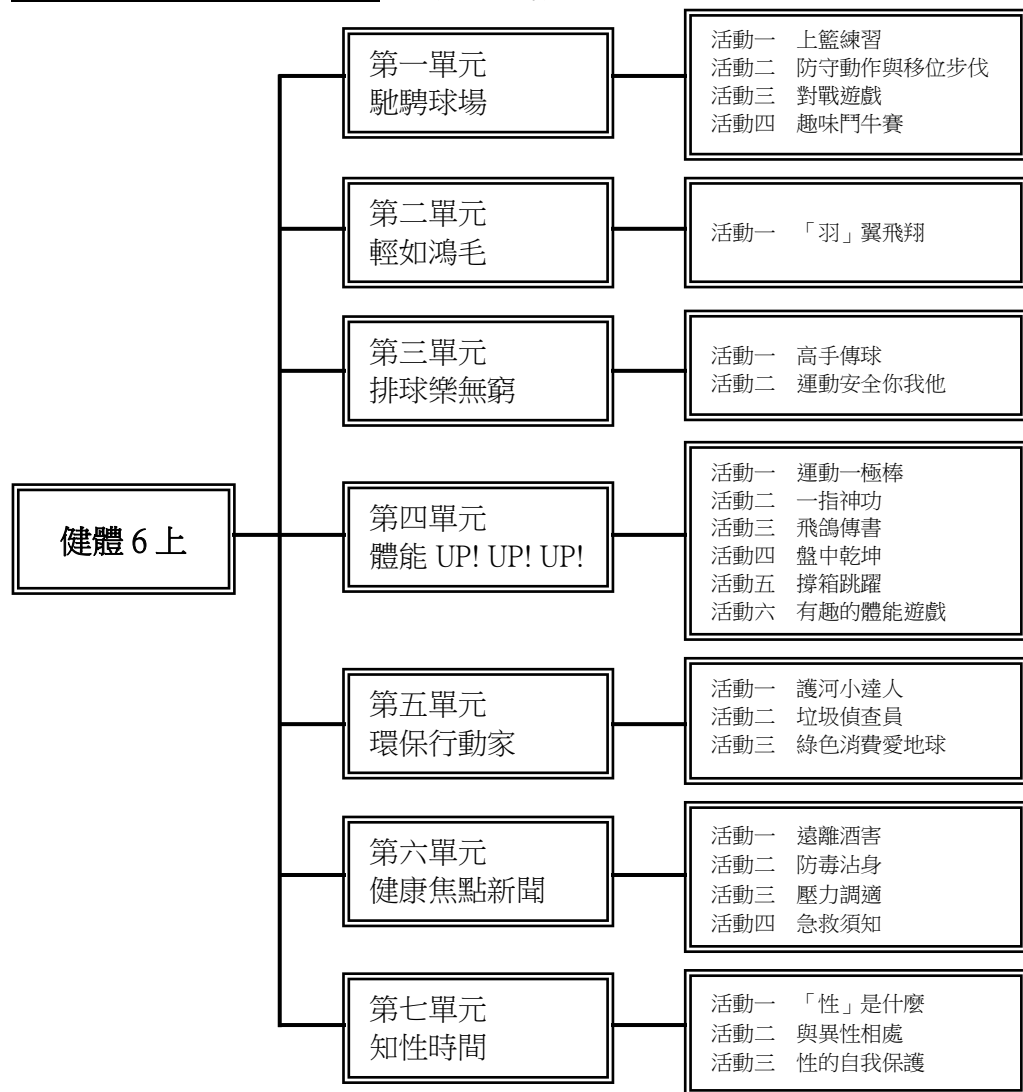 健體 6 上
第一單元
馳騁球場
活動一 上籃練習
活動二 防守動作與移位步伐
活動三 對戰遊戲
活動四 趣味鬥牛賽
第二單元
輕如鴻毛
活動一 「羽」翼飛翔
第三單元
排球樂無窮
活動一 高手傳球
活動二 運動安全你我他
第四單元
體能 UP! UP! UP!
活動一 運動一極棒
活動二 一指神功
活動三 飛鴿傳書
活動四 盤中乾坤
活動五 撐箱跳躍
活動六 有趣的體能遊戲
第五單元
環保行動家
活動一 護河小達人
活動二 垃圾偵查員
活動三 綠色消費愛地球
第六單元
健康焦點新聞
活動一 遠離酒害
活動二 防毒沾身
活動三 壓力調適
活動四 急救須知
第七單元
知性時間
活動一 「性」是什麼
活動二 與異性相處
活動三 性的自我保護